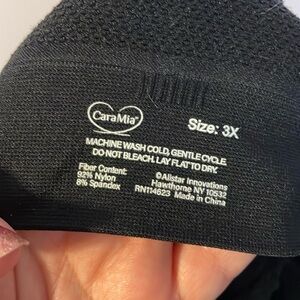 CaraMia®
Size: 3X
MACHINE WASH COLD, GENTLE CYCLE.
DO NOT BLEACH. LAY FLAT TO DRY.
Fiber Content:
92% Nylon
8% Spandex
©Allstar Innovations
Hawthorne NY 10532
RN114623 Made in
China